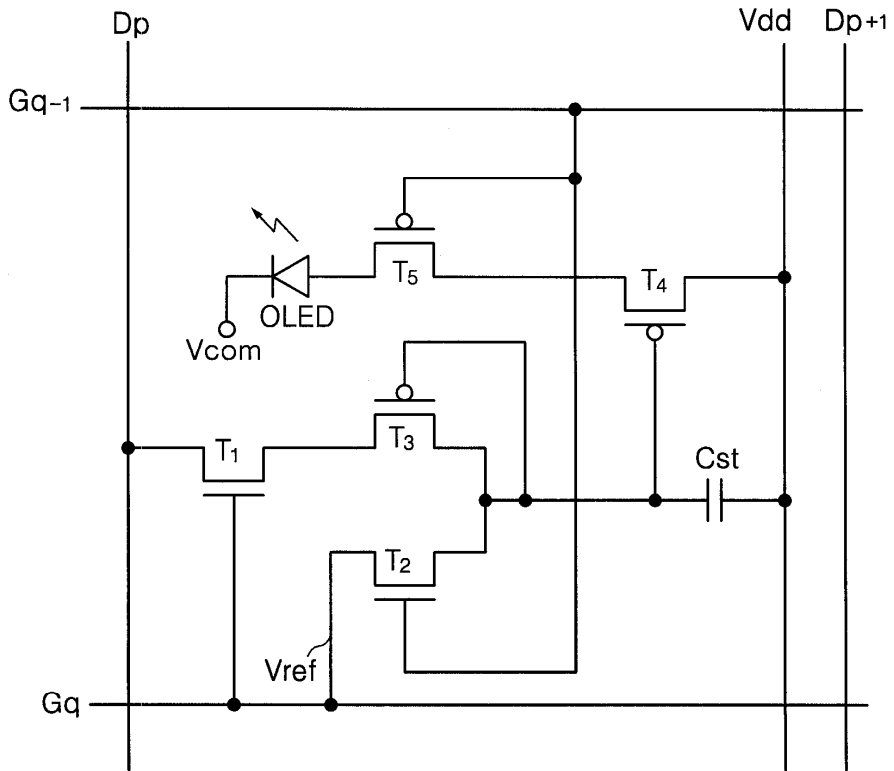 Dp
Vdd
Dp+1
Gq-1
T5
T4
OLED
Vcom
T3
T1
Cst
T2
Vref
Gq